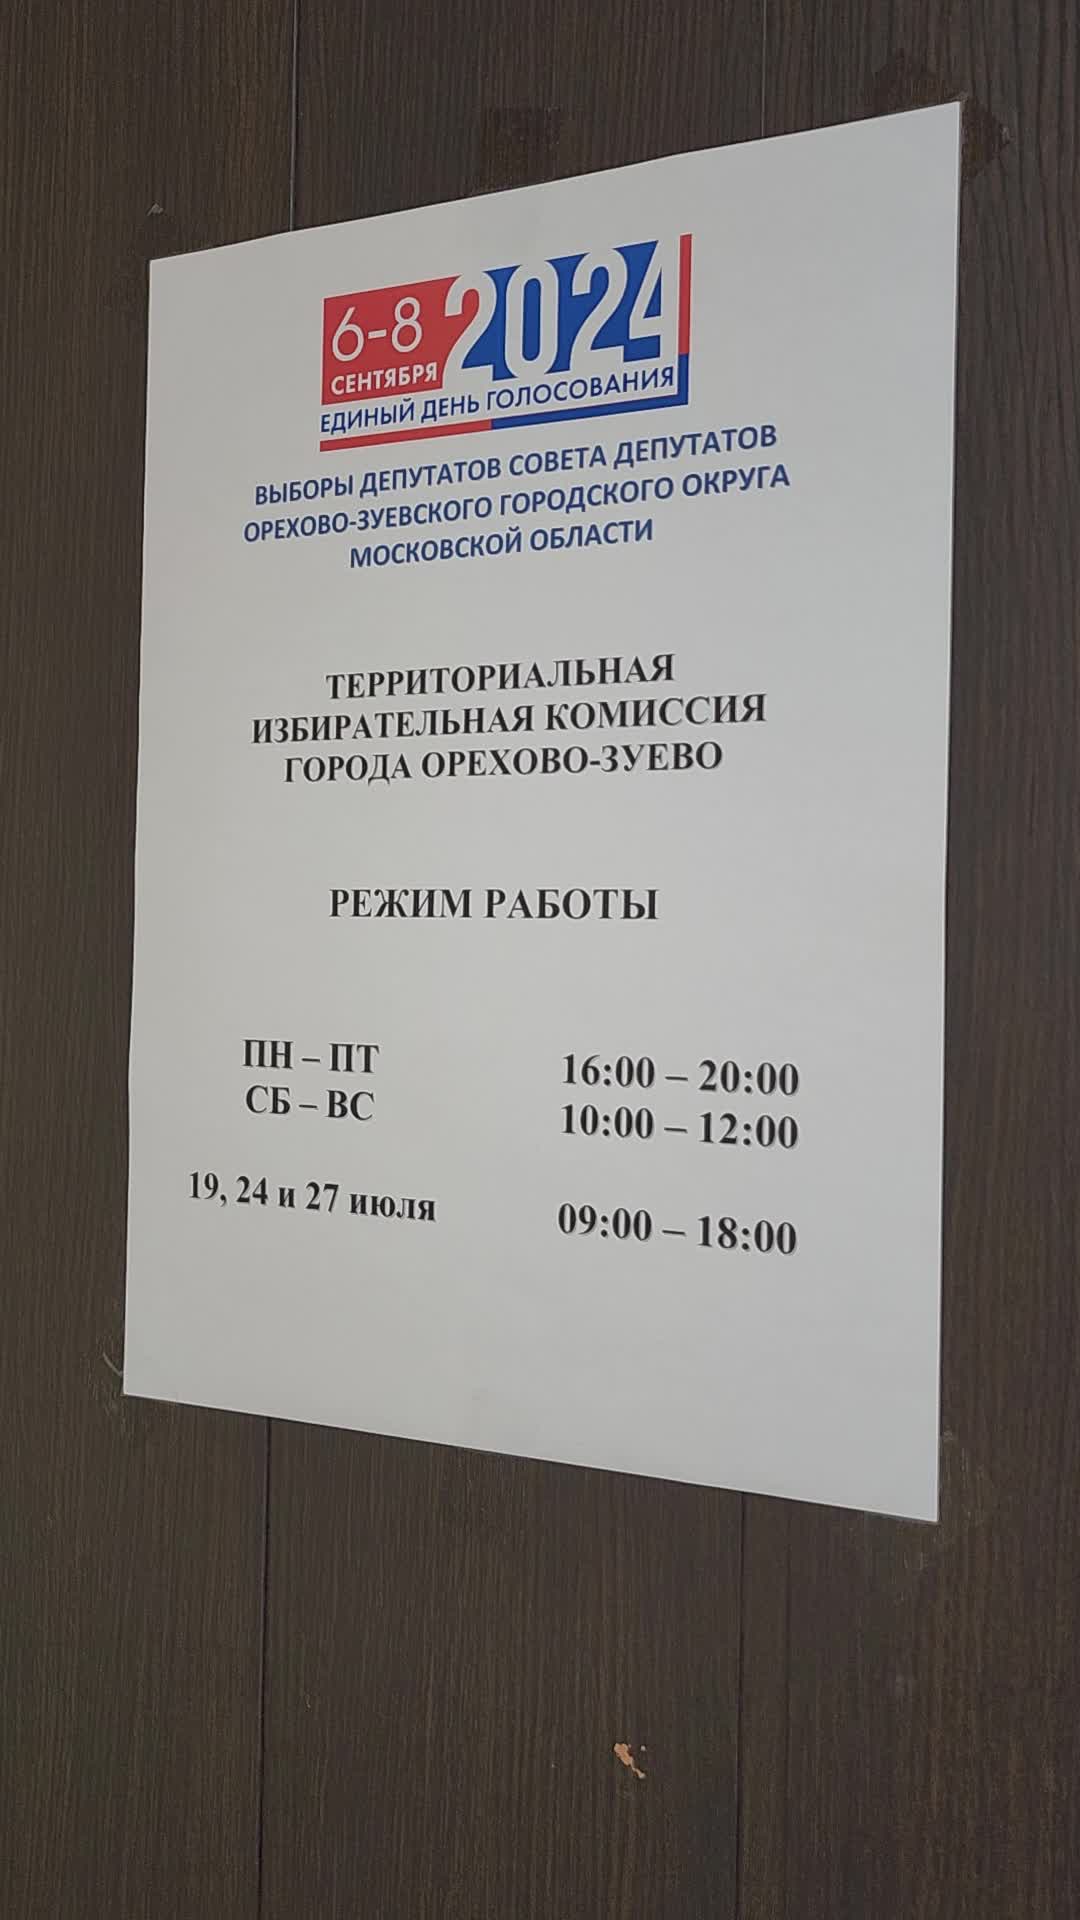 6-8
СЕНТЯБРЯ
2024
ЕДИНЫЙ ДЕНЬ ГОЛОСОВАНИЯ
ВЫБОРЫ ДЕПУТАТОВ СОВЕТА ДЕПУТАТОВ
ОРЕХОВО-ЗУЕВСКОГО ГОРОДСКОГО ОКРУГА
МОСКОВСКОЙ ОБЛАСТИ
ТЕРРИТОРИАЛЬНАЯ
ИЗБИРАТЕЛЬНАЯ КОМИССИЯ
ГОРОДА ОРЕХОВО-ЗУЕВО
РЕЖИМ РАБОТЫ
ПН – ПТ 16:00 – 20:00
СБ – ВС 10:00 – 12:00
19, 24 и 27 июля 09:00 – 18:00